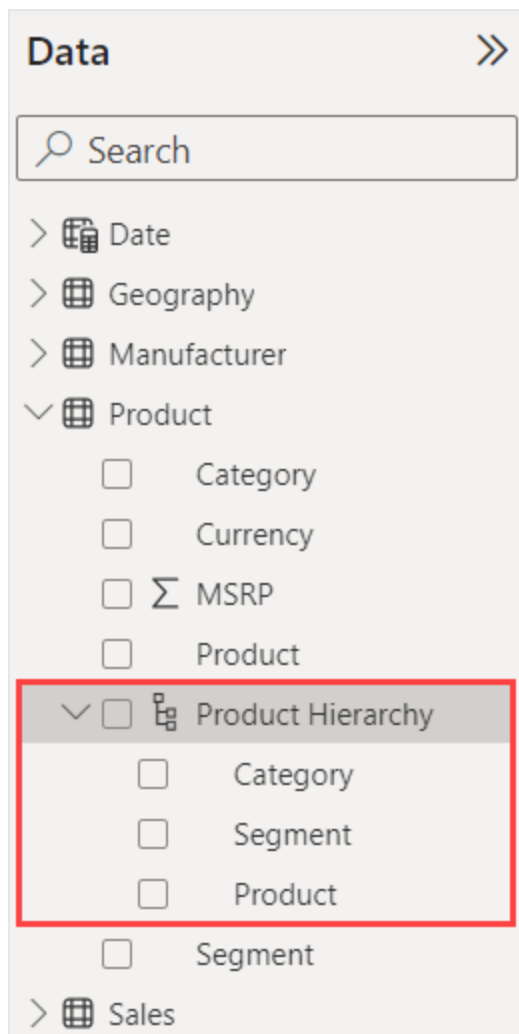 Data
Search
Date
Geography
Manufacturer
Product
Category
Currency
MSRP
Product
Product Hierarchy
Category
Segment
Product
Segment
Sales